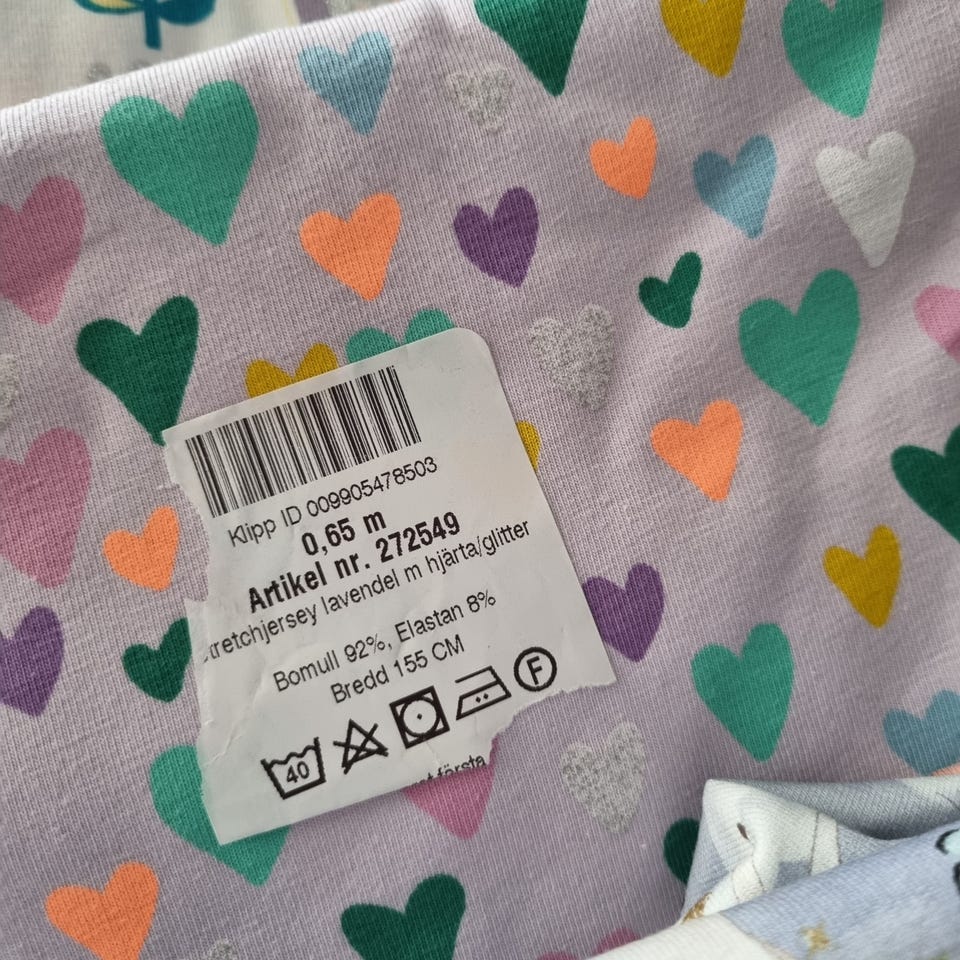 Klipp ID 009905478503
0,65 m
Artikel nr. 272549
tretchjersey lavendel m hjärta/glitter
Bomull 92%, Elastan 8%
Bredd 155 CM
40 F
första